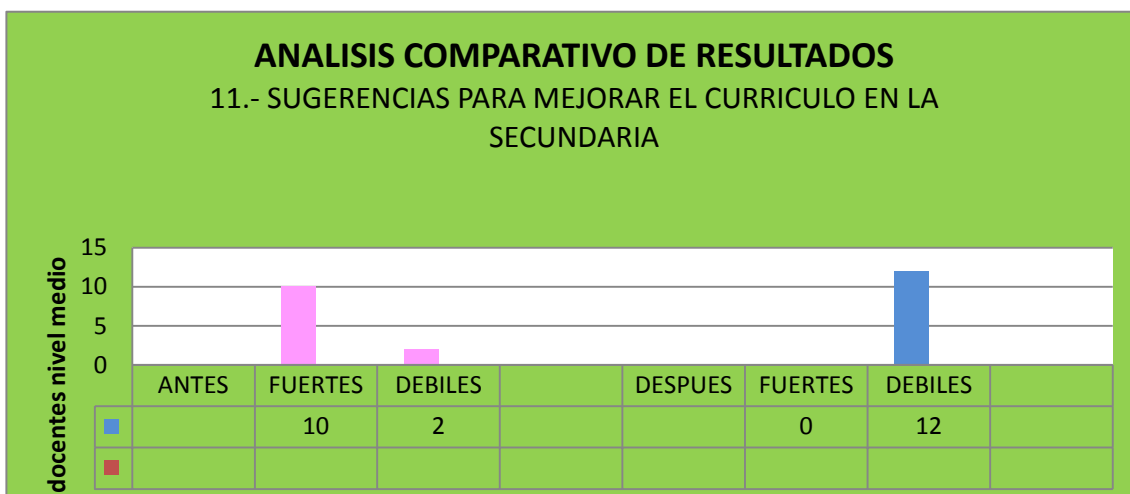 ANALISIS COMPARATIVO DE RESULTADOS
11.- SUGERENCIAS PARA MEJORAR EL CURRICULO EN LA
SECUNDARIA
docentes nivel medio
15
10
5
0
ANTES FUERTES DEBILES DESPUES FUERTES DEBILES
10 2 0 12